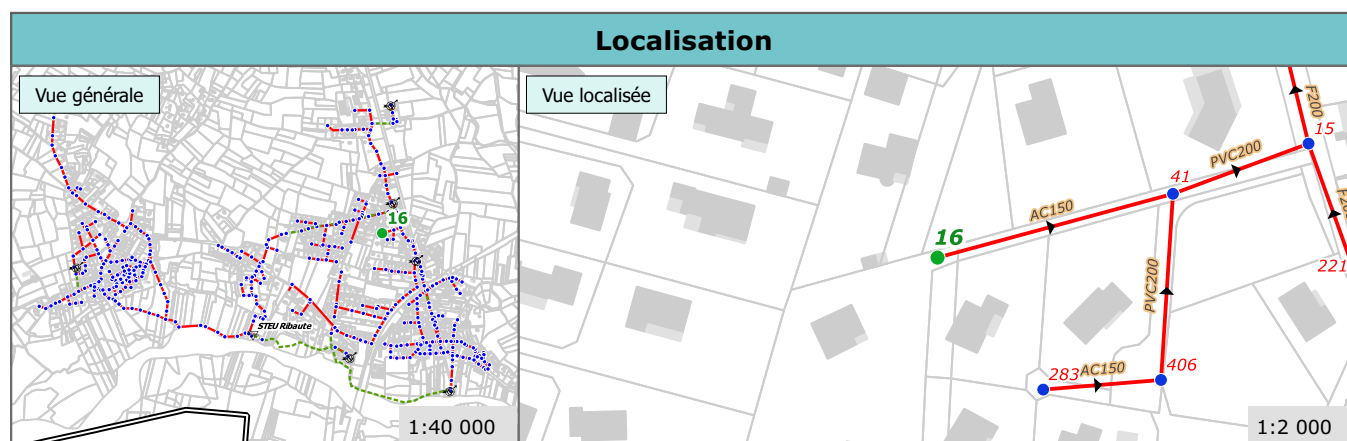 Localisation
Vue générale
16
STEU Ribaute
1:40 000
Vue localisée
F200
15
PVC200
41
AC150
16
F200
221
PVC200
283
AC150
406
1:2 000